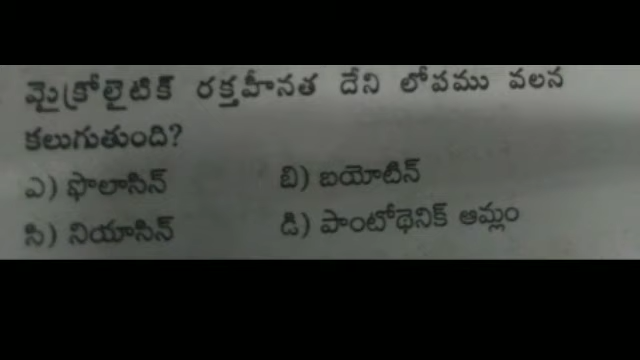 మైక్రోలైటిక్ రక్తహీనత దేని లోపము వలన
కలుగుతుంది?
ఎ) ఫొలాసిన్ బి) బయోటిన్
సి) నియాసిన్ డి) పాంటోథెనిక్ ఆమ్లం